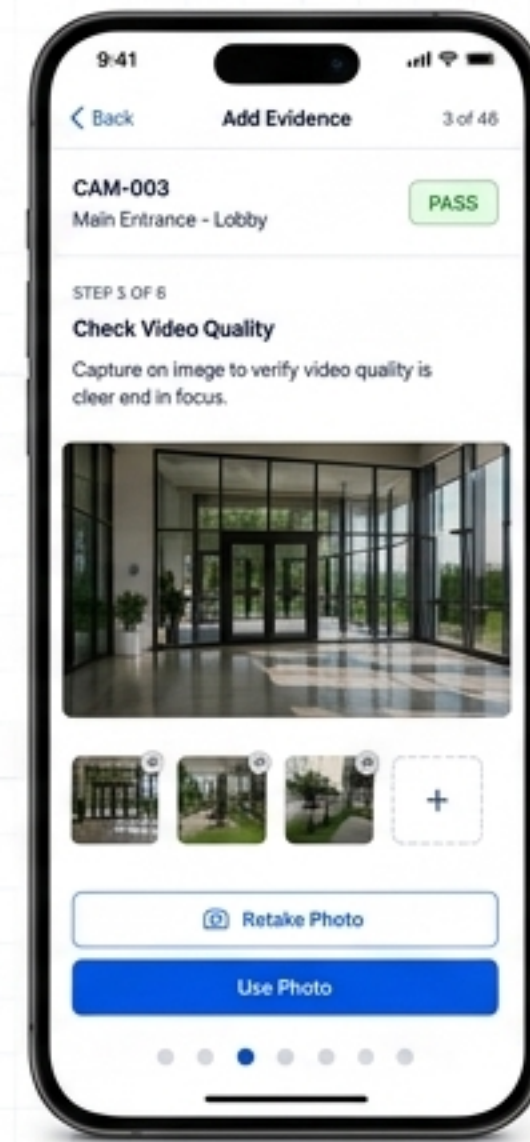 9:41
Back
Add Evidence
3 of 46
CAM-003
Main Entrance - Lobby
PASS
STEP 5 OF 6
Check Video Quality
Capture on image to verify video quality is
cleer end in focus.
Retake Photo
Use Photo